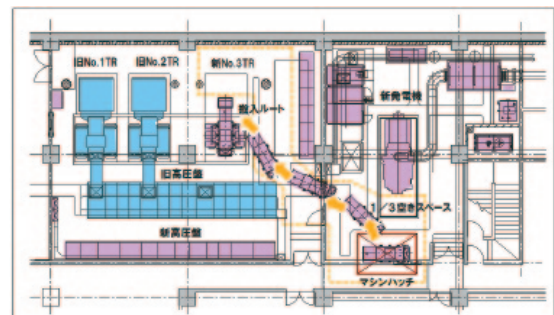 旧No.1TR
旧No.2TR
新No.3TR
搬入ルート
新発電機
旧高圧盤
1/3空きスペース
新高圧盤
マシンハッチ